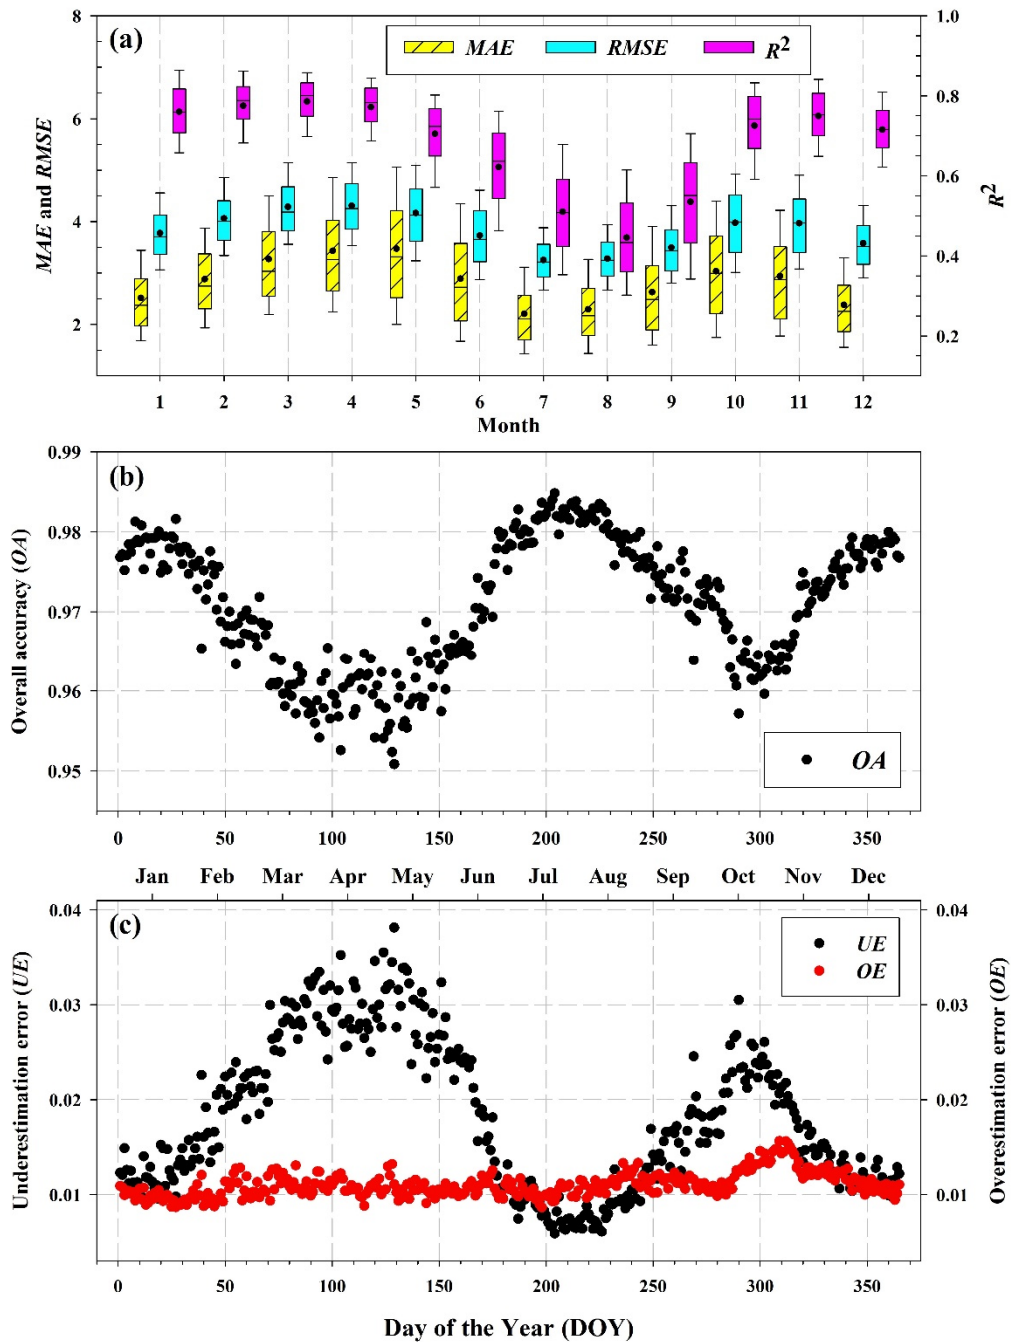 (a)
MAE RMSE R²
MAE and RMSE
8
6
4
2
R²
1.0
0.8
0.6
0.4
0.2
1 2 3 4 5 6 7 8 9 10 11 12
Month
(b)
Overall accuracy (OA)
0.99
0.98
0.97
0.96
0.95
OA
0 50 100 150 200 250 300 350
Jan Feb Mar Apr May Jun Jul Aug Sep Oct Nov Dec
(c)
Underestimation error (UE)
0.04
0.03
0.02
0.01
UE
OE
Overestimation error (OE)
0.04
0.03
0.02
0.01
0 50 100 150 200 250 300 350
Day of the Year (DOY)